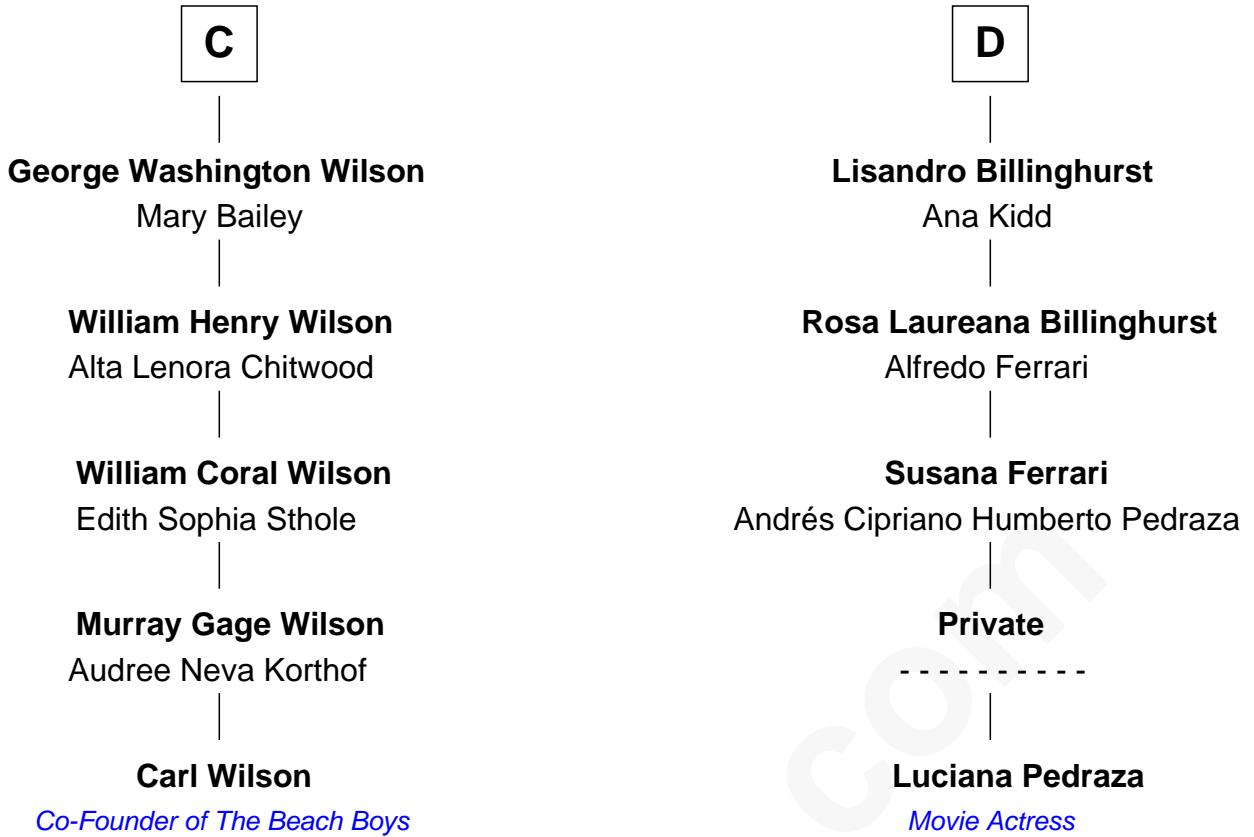 C
George Washington Wilson
Mary Bailey
William Henry Wilson
Alta Lenora Chitwood
William Coral Wilson
Edith Sophia Sthole
Murray Gage Wilson
Audree Neva Korthof
Carl Wilson
Co-Founder of The Beach Boys
D
Lisandro Billinghurst
Ana Kidd
Rosa Laureana Billinghurst
Alfredo Ferrari
Susana Ferrari
Andrés Cipriano Humberto Pedraza
Private
- - - - - - - - - -
Luciana Pedraza
Movie Actress
com